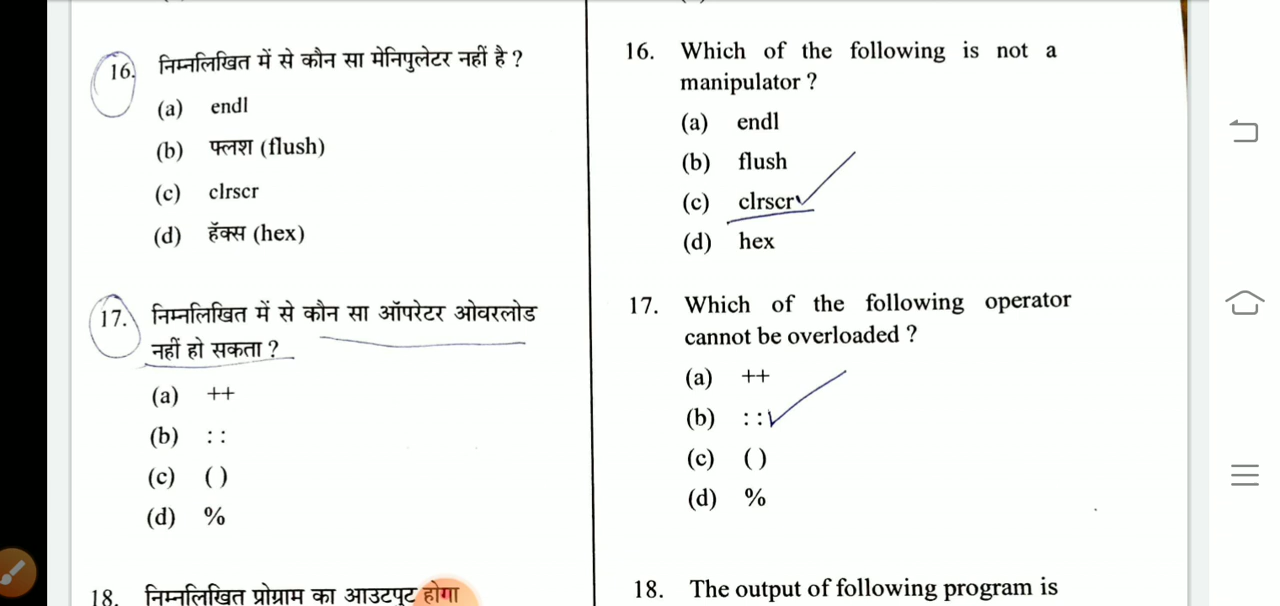 16. निम्नलिखित में से कौन सा मेनिपुलेटर नहीं है ?
(a) endl
(b) फ्लश (flush)
(c) clrscr
(d) हॅक्स (hex)
17. निम्नलिखित में से कौन सा ऑपरेटर ओवरलोड
नहीं हो सकता ?
(a) ++
(b) : :
(c) ( )
(d) %
18. निम्नलिखित प्रोग्राम का आउटपुट होगा
16. Which of the following is not a
manipulator ?
(a) endl
(b) flush
(c) clrscr
(d) hex
17. Which of the following operator
cannot be overloaded ?
(a) ++
(b) : :
(c) ( )
(d) %
18. The output of following program is